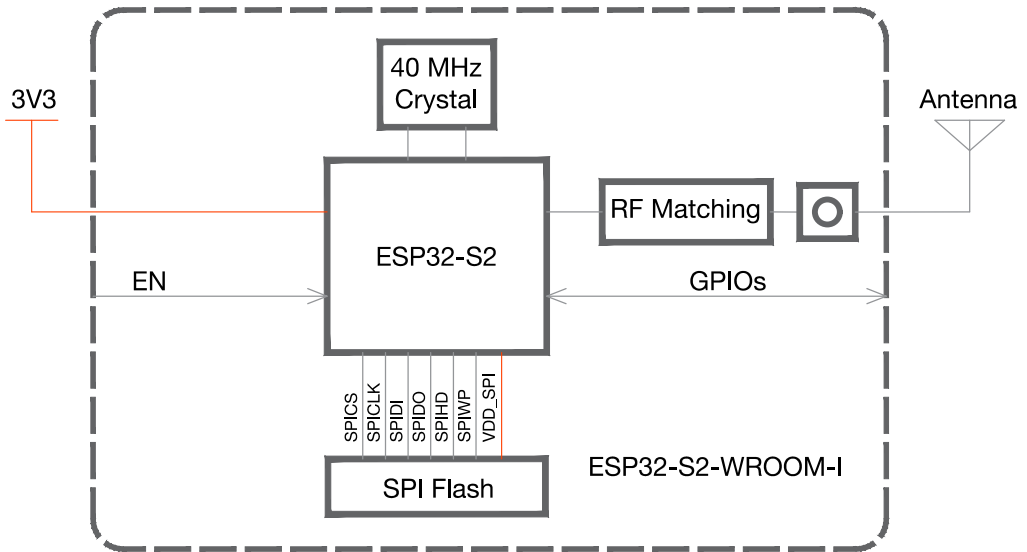 40 MHz
Crystal
3V3
Antenna
RF Matching
ESP32-S2
EN
GPIOs
SPICS
SPICLK
SPIDI
SPIDO
SPIHD
SPIWP
VDD_SPI
ESP32-S2-WROOM-I
SPI Flash